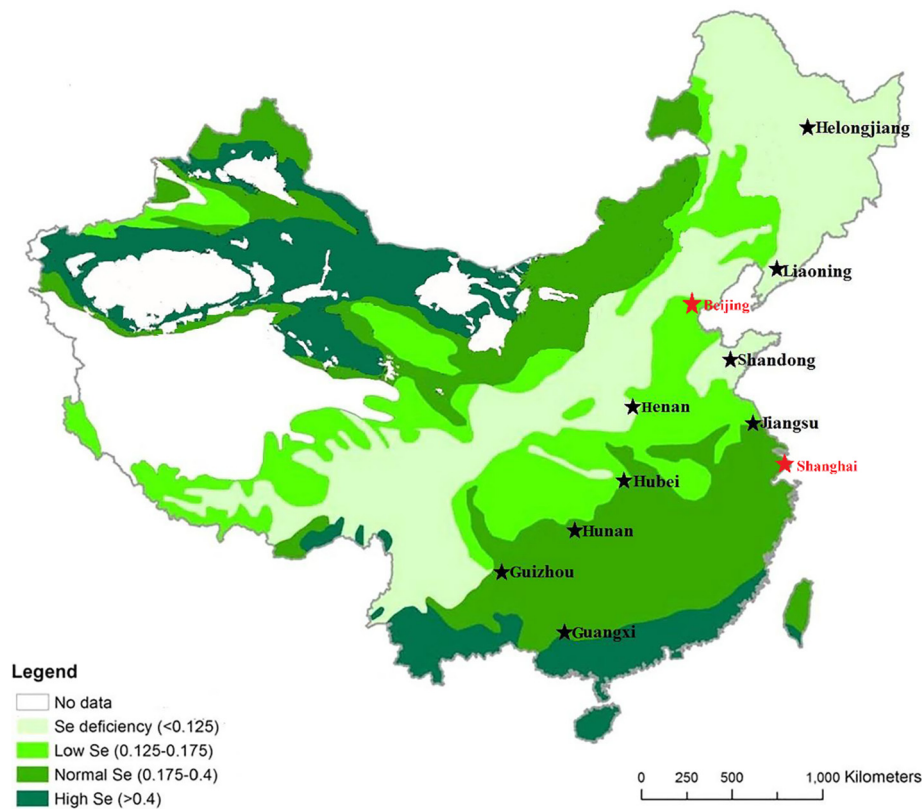 Helongjiang
Liaoning
Beijing
Shandong
Henan
Jiangsu
Shanghai
Hubei
Hunan
Guizhou
Guangxi
Legend
No data
Se deficiency (<0.125)
Low Se (0.125-0.175)
Normal Se (0.175-0.4)
High Se (>0.4)
0 250 500 1,000 Kilometers